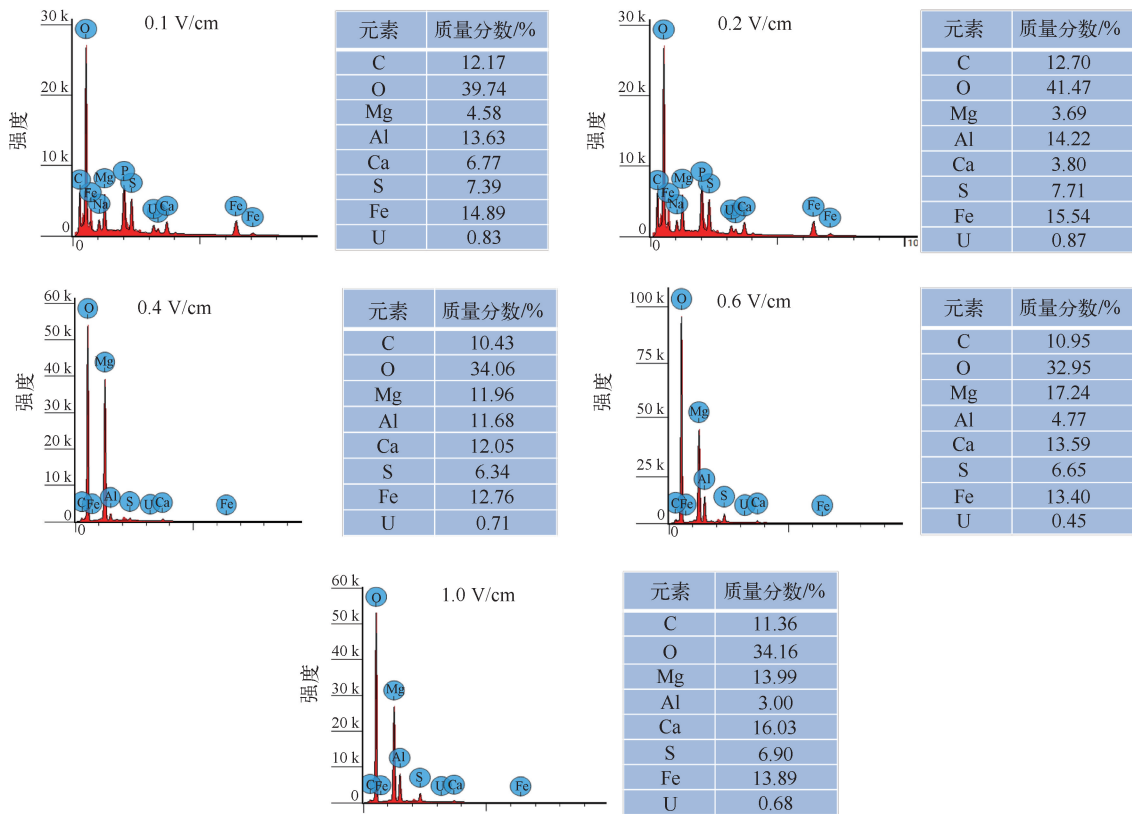 0.1 V/cm
30 k
20 k
10 k
0
强度
O
C
Fe
Na
Mg
P
S
U
Ca
Fe
Fe
0
元素 质量分数/%
C 12.17
O 39.74
Mg 4.58
Al 13.63
Ca 6.77
S 7.39
Fe 14.89
U 0.83
0.2 V/cm
30 k
20 k
10 k
0
强度
O
C
Fe
Na
Mg
P
S
U
Ca
Fe
Fe
0
10
元素 质量分数/%
C 12.70
O 41.47
Mg 3.69
Al 14.22
Ca 3.80
S 7.71
Fe 15.54
U 0.87
0.4 V/cm
60 k
50 k
40 k
30 k
20 k
10 k
0
强度
O
Mg
C
Fe
Al
S
U
Ca
Fe
0
元素 质量分数/%
C 10.43
O 34.06
Mg 11.96
Al 11.68
Ca 12.05
S 6.34
Fe 12.76
U 0.71
0.6 V/cm
100 k
75 k
50 k
25 k
0
强度
O
Mg
Al
C
Fe
S
U
Ca
Fe
0
元素 质量分数/%
C 10.95
O 32.95
Mg 17.24
Al 4.77
Ca 13.59
S 6.65
Fe 13.40
U 0.45
1.0 V/cm
60 k
50 k
40 k
30 k
20 k
10 k
0
强度
O
Mg
Al
C
Fe
S
U
Ca
Fe
0
元素 质量分数/%
C 11.36
O 34.16
Mg 13.99
Al 3.00
Ca 16.03
S 6.90
Fe 13.89
U 0.68